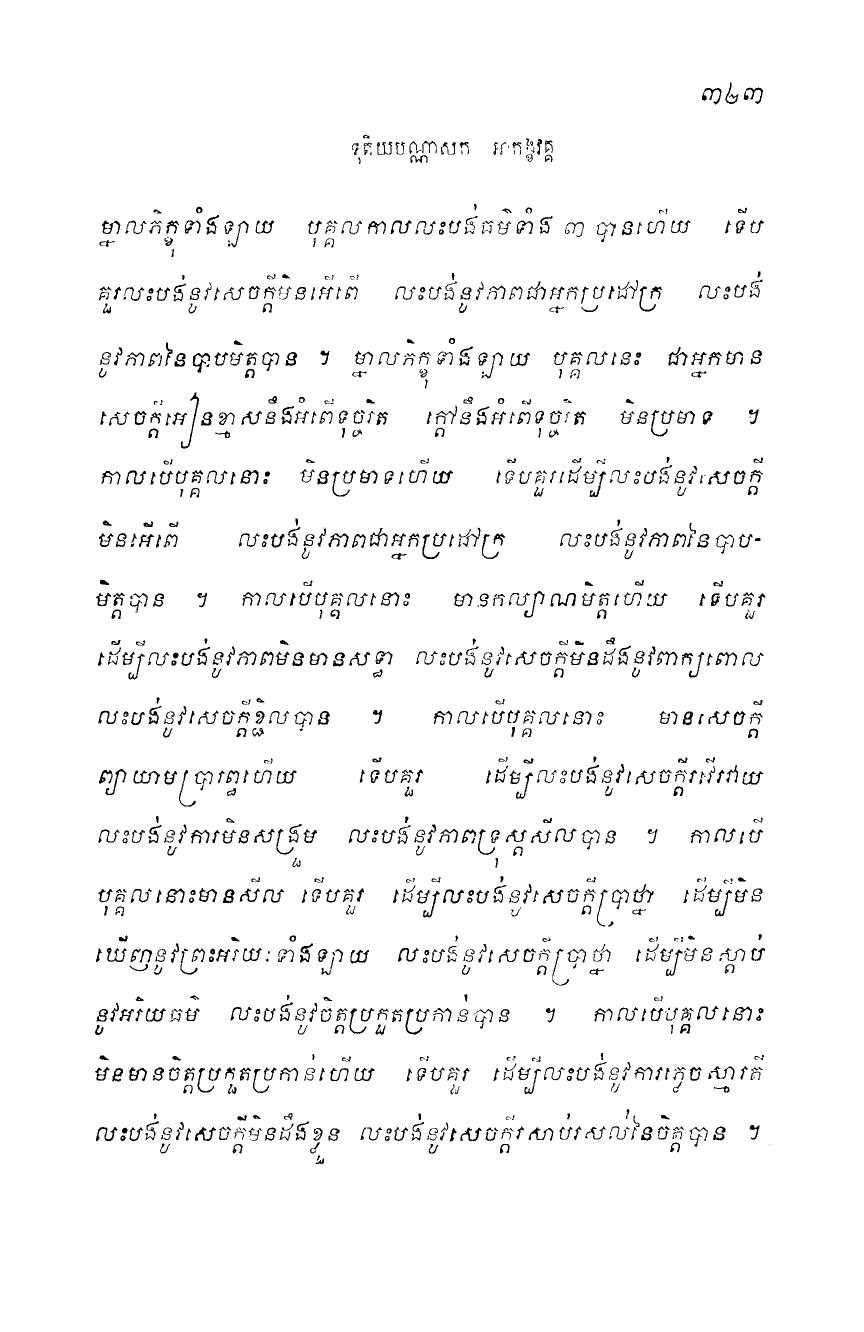 ៣៤៣
ទុតិយបណ្ណាសក អាកង្ខវគ្គ
ម្នាលភិក្ខុទាំងឡាយ បុគ្គលកាលលះបង់ធម៌ទាំង ៣ បានហើយ ទើប
គួរលះបង់នូវសេចក្តីមិនអើពើ លះបង់នូវភាពជាអ្នកប្រដៅក្រ លះបង់
នូវភាពនៃបាបមិត្តបាន ។ ម្នាលភិក្ខុទាំងឡាយ បុគ្គលនេះ ជាអ្នកមាន
សេចក្តីអៀនខ្មាសនឹងអំពើទុច្ចរិត ក្តៅនឹងអំពើទុច្ចរិត មិនប្រមាទ ។
កាលបើបុគ្គលនោះ មិនប្រមាទហើយ ទើបគួរដើម្បីលះបង់នូវសេចក្តី
មិនអើពើ លះបង់នូវភាពជាអ្នកប្រដៅក្រ លះបង់នូវភាពនៃបាប-
មិត្តបាន ។ កាលបើបុគ្គលនោះ មានកល្យាណមិត្តហើយ ទើបគួរ
ដើម្បីលះបង់នូវភាពមិនមានសទ្ធា លះបង់នូវសេចក្តីមិនដឹងនូវពាក្យពោល
លះបង់នូវសេចក្តីខ្ជិលបាន ។ កាលបើបុគ្គលនោះ មានសេចក្តី
ព្យាយាមប្រារព្ធហើយ ទើបគួរ ដើម្បីលះបង់នូវសេចក្តីរវើរវាយ
លះបង់នូវការមិនសង្រួម លះបង់នូវភាពទ្រុស្តសីលបាន ។ កាលបើ
បុគ្គលនោះមានសីល ទើបគួរ ដើម្បីលះបង់នូវសេចក្តីប្រាថ្នា ដើម្បីមិន
ឃើញនូវព្រះអរិយៈទាំងឡាយ លះបង់នូវសេចក្តីប្រាថ្នា ដើម្បីមិនស្តាប់
នូវអរិយធម៌ លះបង់នូវចិត្តប្រកួតប្រកាន់បាន ។ កាលបើបុគ្គលនោះ
មិនមានចិត្តប្រកួតប្រកាន់ហើយ ទើបគួរ ដើម្បីលះបង់នូវការភ្លេចស្មារតី
លះបង់នូវសេចក្តីមិនដឹងខ្លួន លះបង់នូវសេចក្តីរសាប់រសល់នៃចិត្តបាន ។